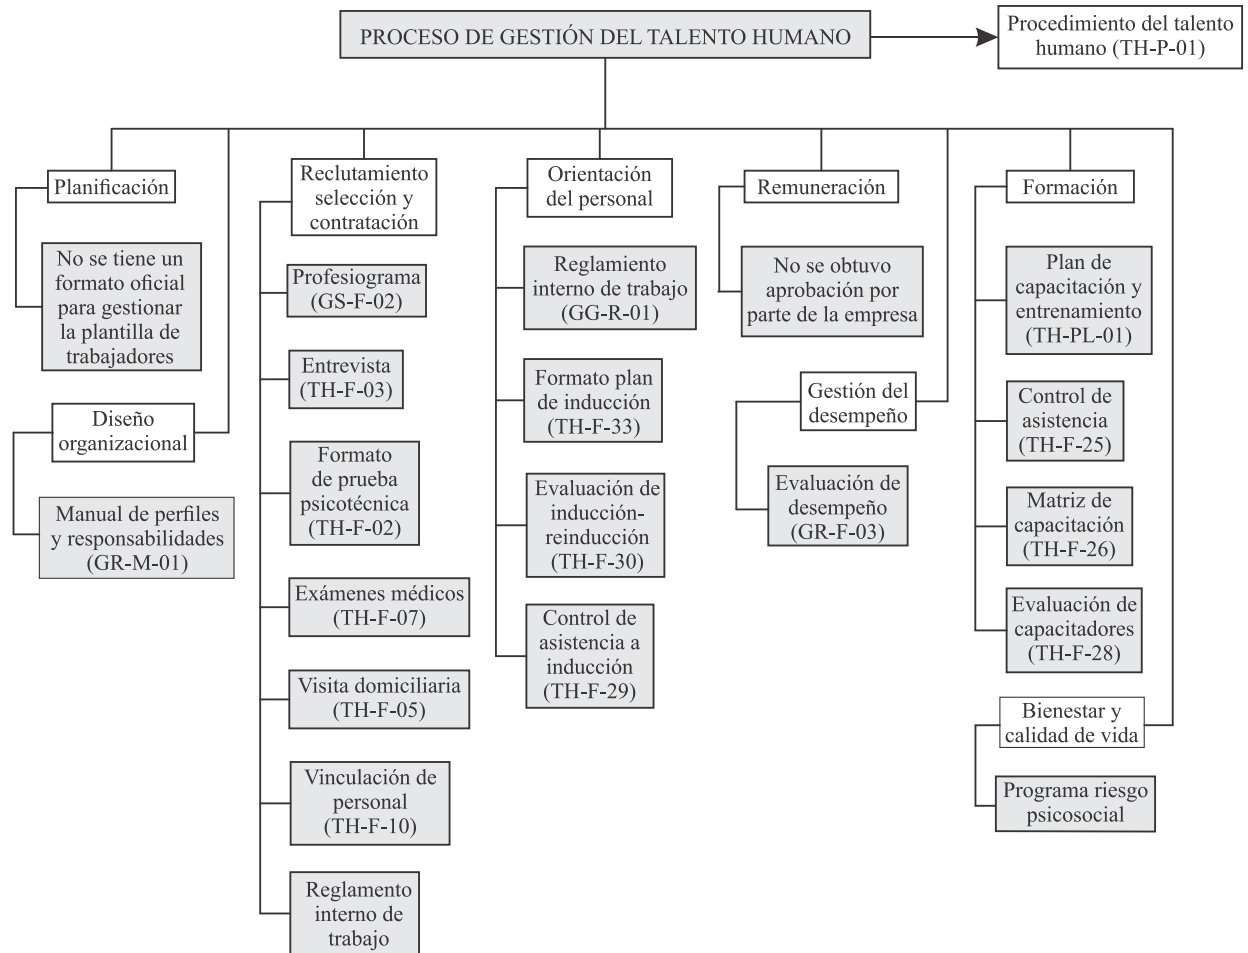 PROCESO DE GESTIÓN DEL TALENTO HUMANO
Procedimiento del talento
humano (TH-P-01)
Planificación
No se tiene un
formato oficial
para gestionar
la plantilla de
trabajadores
Diseño
organizacional
Manual de perfiles
y responsabilidades
(GR-M-01)
Reclutamiento
selección y
contratación
Profesiograma
(GS-F-02)
Entrevista
(TH-F-03)
Formato
de prueba
psicotécnica
(TH-F-02)
Exámenes médicos
(TH-F-07)
Visita domiciliaria
(TH-F-05)
Vinculación de
personal
(TH-F-10)
Reglamento
interno de
trabajo
Orientación
del personal
Reglamiento
interno de trabajo
(GG-R-01)
Formato plan
de inducción
(TH-F-33)
Evaluación de
inducción-
reinducción
(TH-F-30)
Control de
asistencia a
inducción
(TH-F-29)
Remuneración
No se obtuvo
aprobación por
parte de la empresa
Gestión del
desempeño
Evaluación de
desempeño
(GR-F-03)
Formación
Plan de
capacitación y
entrenamiento
(TH-PL-01)
Control de
asistencia
(TH-F-25)
Matriz de
capacitación
(TH-F-26)
Evaluación de
capacitadores
(TH-F-28)
Bienestar y
calidad de vida
Programa riesgo
psicosocial